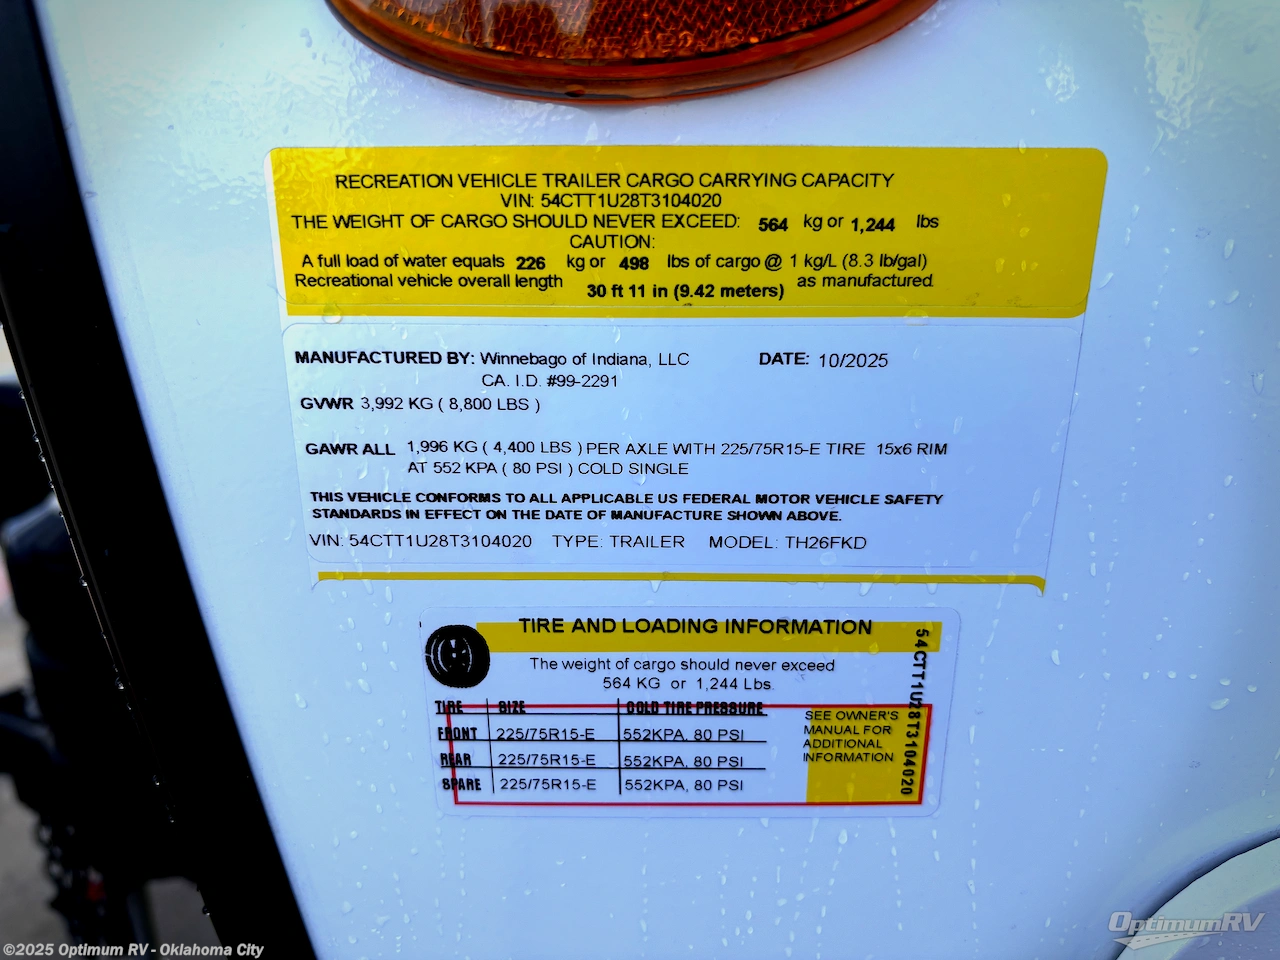 RECREATION VEHICLE TRAILER CARGO CARRYING CAPACITY
VIN: 54CTT1U28T3104020
THE WEIGHT OF CARGO SHOULD NEVER EXCEED: 564 kg or 1,244 lbs
CAUTION:
A full load of water equals 226 kg or 498 lbs of cargo @ 1 kg/L (8.3 lb/gal)
Recreational vehicle overall length 30 ft 11 in (9.42 meters) as manufactured.
MANUFACTURED BY: Winnebago of Indiana, LLC DATE: 10/2025
CA. I.D. #99-2291
GVWR 3,992 KG ( 8,800 LBS )
GAWR ALL 1,996 KG ( 4,400 LBS ) PER AXLE WITH 225/75R15-E TIRE 15x6 RIM
AT 552 KPA ( 80 PSI ) COLD SINGLE
THIS VEHICLE CONFORMS TO ALL APPLICABLE US FEDERAL MOTOR VEHICLE SAFETY
STANDARDS IN EFFECT ON THE DATE OF MANUFACTURE SHOWN ABOVE.
VIN: 54CTT1U28T3104020 TYPE: TRAILER MODEL: TH26FKD
TIRE AND LOADING INFORMATION
The weight of cargo should never exceed
564 KG or 1,244 Lbs.
TIRE SIZE COLD TIRE PRESSURE
FRONT 225/75R15-E 552KPA, 80 PSI
REAR 225/75R15-E 552KPA, 80 PSI
SPARE 225/75R15-E 552KPA, 80 PSI
SEE OWNER'S
MANUAL FOR
ADDITIONAL
INFORMATION
54CTT1U28T3104020
©2025 Optimum RV - Oklahoma City
OptimumRV